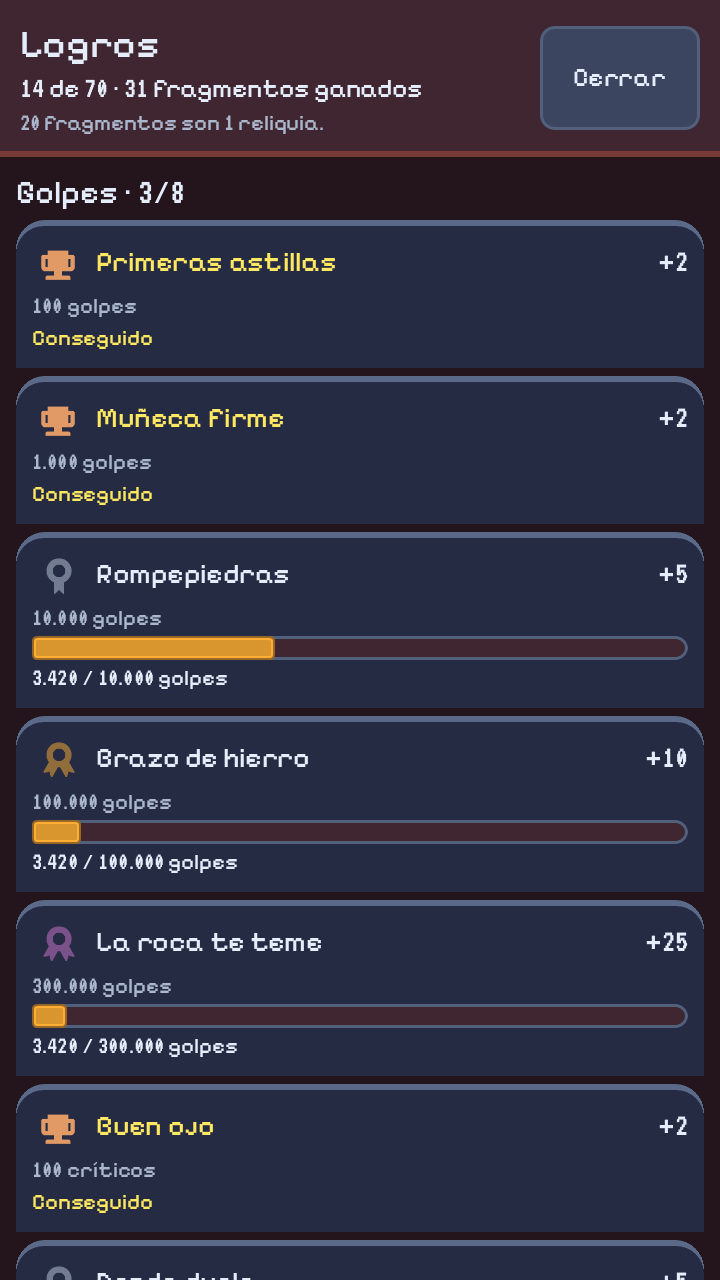 Logros
14 de 70 · 31 fragmentos ganados
20 fragmentos son 1 reliquia.
Cerrar
Golpes · 3/8
Primeras astillas +2
100 golpes
Conseguido
Muñeca firme +2
1.000 golpes
Conseguido
Rompepiedras +5
10.000 golpes
3.420 / 10.000 golpes
Brazo de hierro +10
100.000 golpes
3.420 / 100.000 golpes
La roca te teme +25
300.000 golpes
3.420 / 300.000 golpes
Buen ojo +2
100 críticos
Conseguido